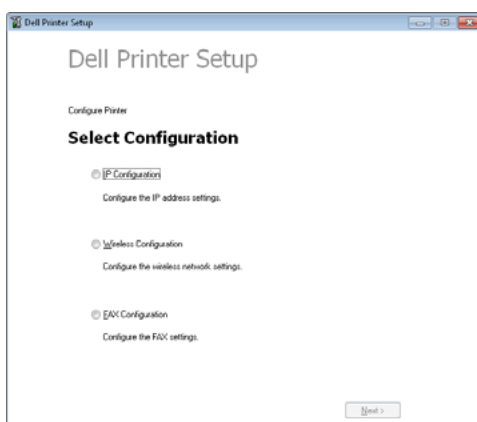 Dell Printer Setup
Dell Printer Setup
Configure Printer
Select Configuration
IP Configuration
Configure the IP address settings.
Wireless Configuration
Configure the wireless network settings.
FAX Configuration
Configure the FAX settings.
Next >